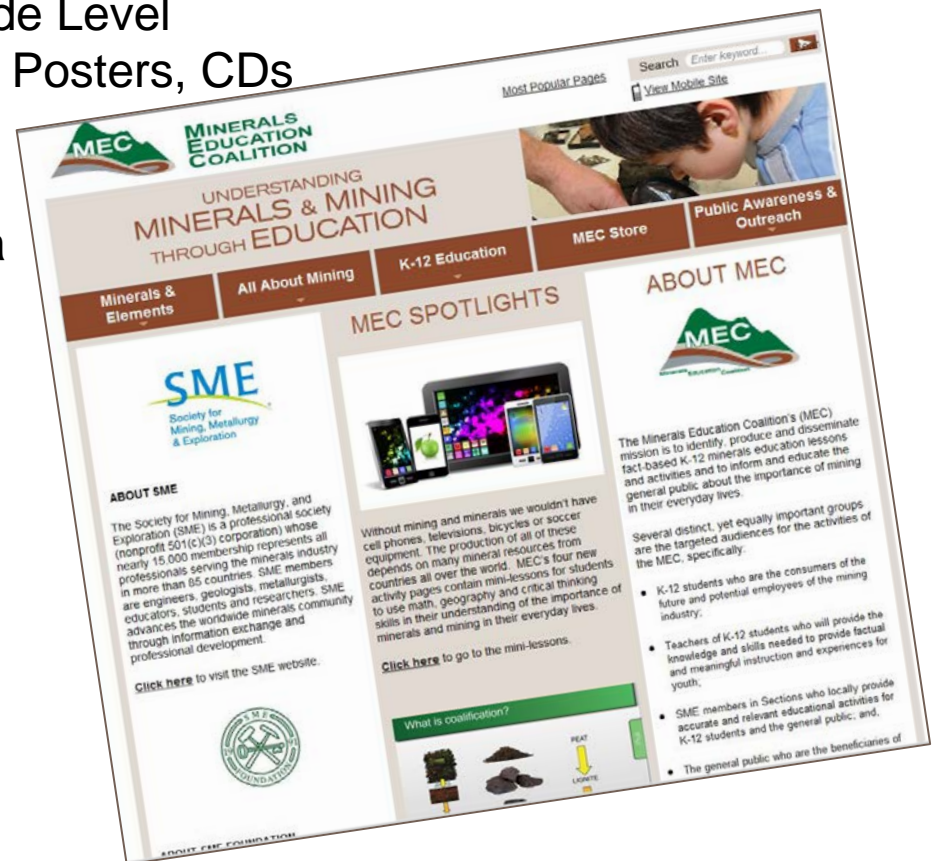 de Level
Posters, CDs
Most Popular Pages
Search Enter keyword...
View Mobile Site
MEC
MINERALS
EDUCATION
COALITION
UNDERSTANDING
MINERALS & MINING
THROUGH EDUCATION
Minerals &
Elements
All About Mining
K-12 Education
MEC Store
Public Awareness &
Outreach
SME
Society for
Mining, Metallurgy
& Exploration
ABOUT SME
The Society for Mining, Metallurgy, and
Exploration (SME) is a professional society
(nonprofit 501(c)(3) corporation) whose
nearly 15,000 membership represents all
professionals serving the minerals industry
in more than 85 countries. SME members
are engineers, geologists, metallurgists,
educators, students and researchers. SME
advances the worldwide minerals community
through information exchange and
professional development.
Click here to visit the SME website.
SME
FOUNDATION
ABOUT SME FOUNDATION
MEC SPOTLIGHTS
Without mining and minerals we wouldn't have
cell phones, televisions, bicycles or soccer
equipment. The production of all of these
depends on many mineral resources from
countries all over the world. MEC's four new
activity pages contain mini-lessons for students
to use math, geography and critical thinking
skills in their understanding of the importance of
minerals and mining in their everyday lives.
Click here to go to the mini-lessons.
What is coalification?
PEAT
LIGNITE
ABOUT MEC
MEC
Minerals Education Coalition
The Minerals Education Coalition's (MEC)
mission is to identify, produce and disseminate
fact-based K-12 minerals education lessons
and activities and to inform and educate the
general public about the importance of mining
in their everyday lives.
Several distinct, yet equally important groups
are the targeted audiences for the activities of
the MEC, specifically:
• K-12 students who are the consumers of the
future and potential employees of the mining
industry;
• Teachers of K-12 students who will provide the
knowledge and skills needed to provide factual
and meaningful instruction and experiences for
youth;
• SME members in Sections who locally provide
accurate and relevant educational activities for
K-12 students and the general public; and,
• The general public who are the beneficiaries of